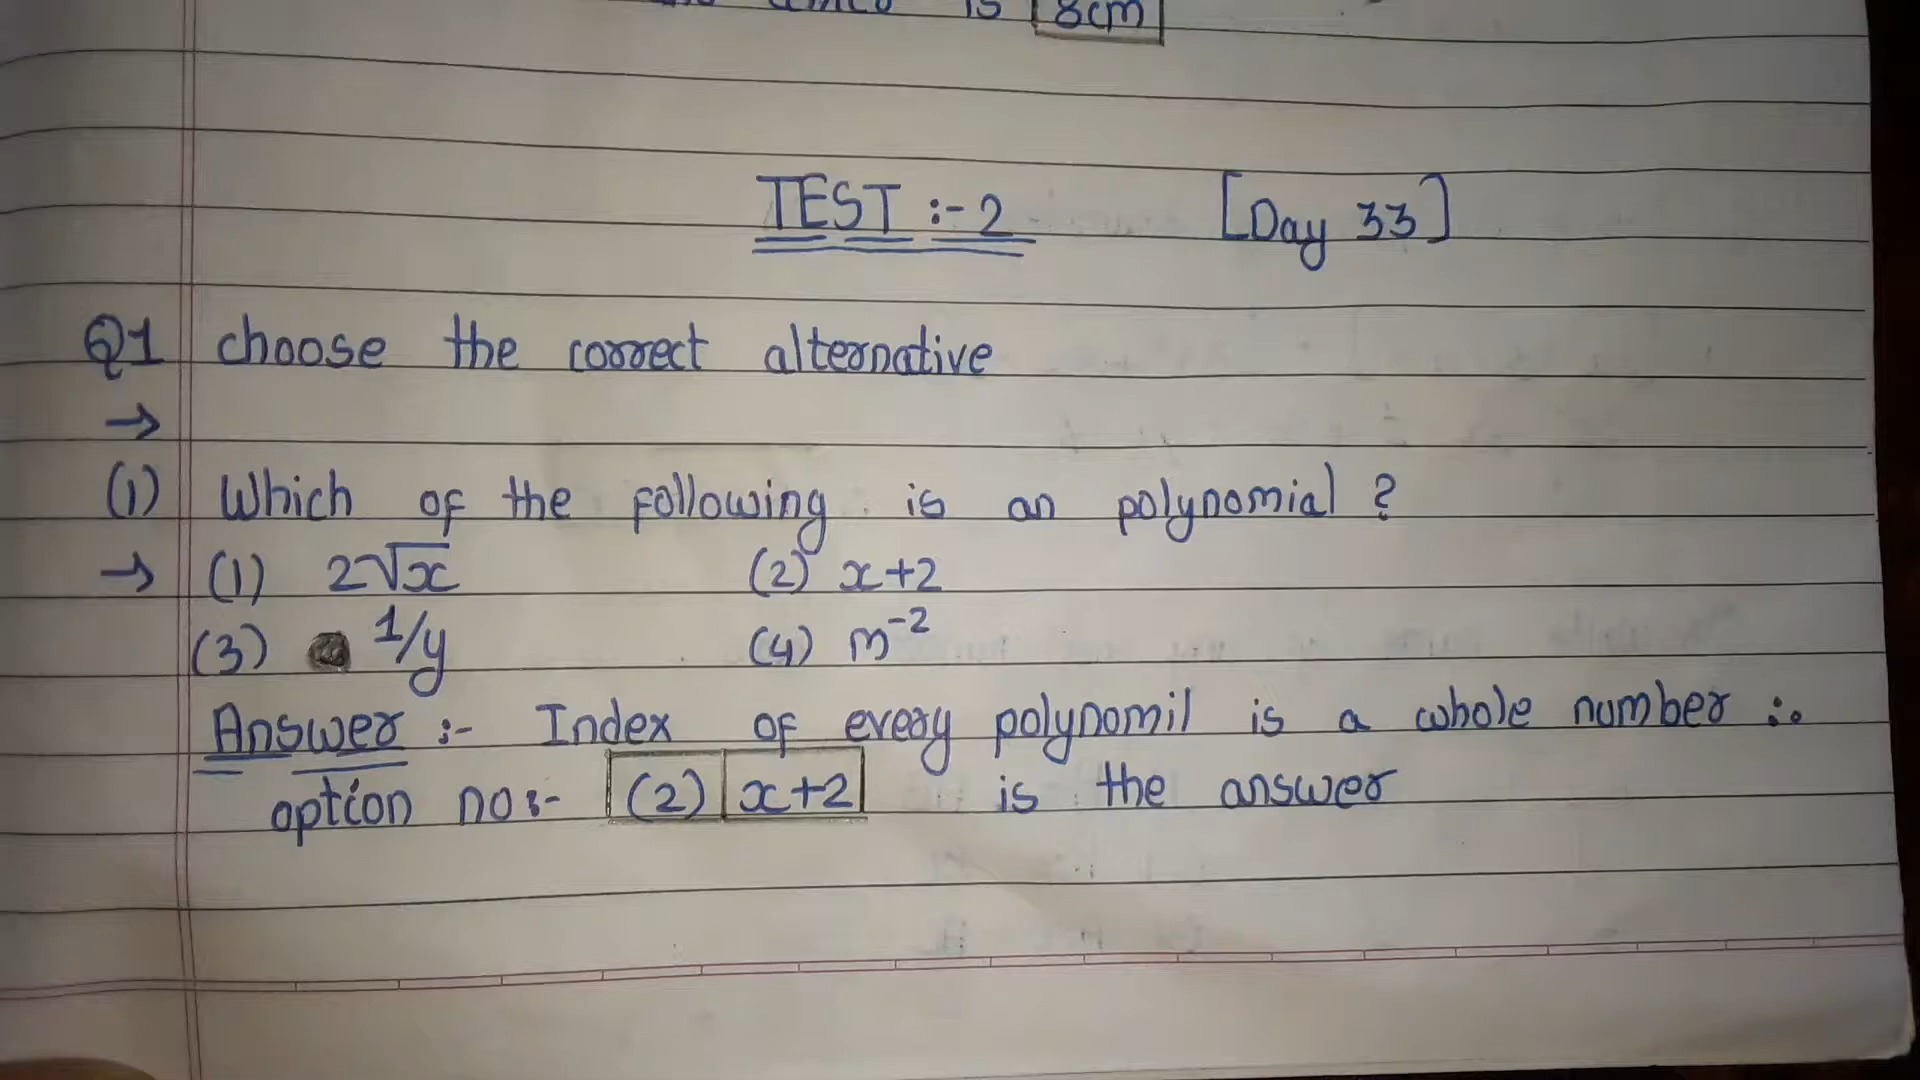 is 8cm
TEST :- 2 [Day 33]
Q1 choose the correct alternative
→
(1) Which of the following is an polynomial ?
→ (1) 2√x (2) x+2
(3) 1/y (4) m⁻²
Answer :- Index of every polynomil is a whole number ∴
option no:- (2) x+2 is the answer